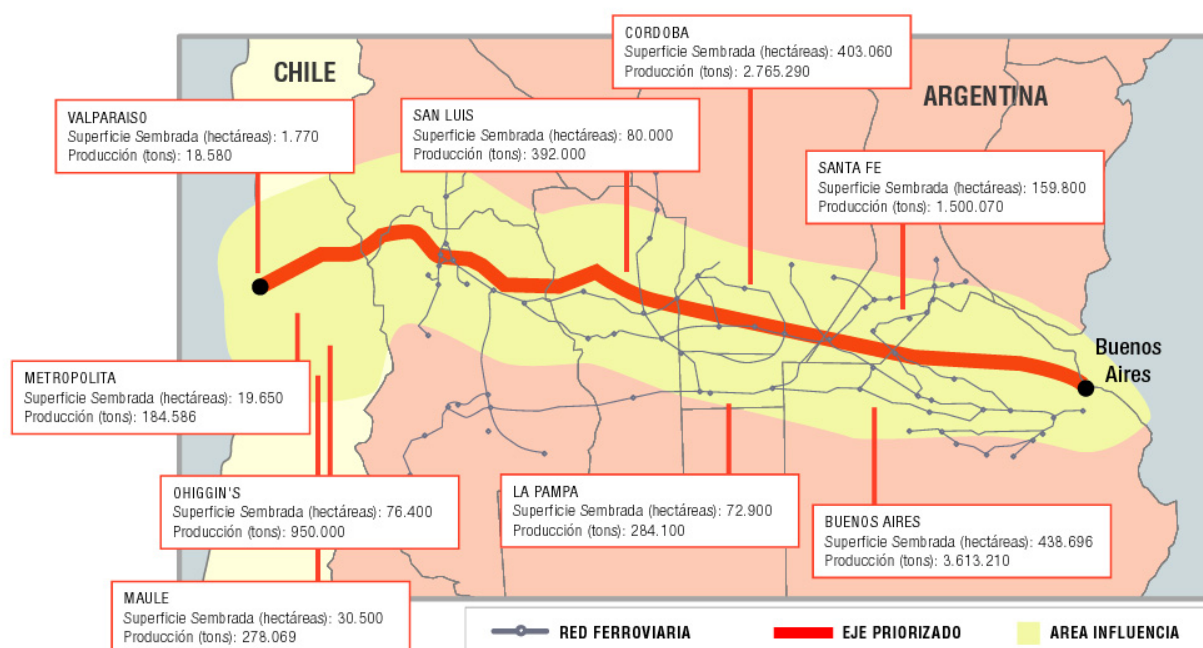 CORDOBA
Superficie Sembrada (hectáreas): 403.060
Producción (tons): 2.765.290
CHILE
ARGENTINA
VALPARAISO
Superficie Sembrada (hectáreas): 1.770
Producción (tons): 18.580
SAN LUIS
Superficie Sembrada (hectáreas): 80.000
Producción (tons): 392.000
SANTA FE
Superficie Sembrada (hectáreas): 159.800
Producción (tons): 1.500.070
Buenos
Aires
METROPOLITA
Superficie Sembrada (hectáreas): 19.650
Producción (tons): 184.586
OHIGGIN'S
Superficie Sembrada (hectáreas): 76.400
Producción (tons): 950.000
LA PAMPA
Superficie Sembrada (hectáreas): 72.900
Producción (tons): 284.100
BUENOS AIRES
Superficie Sembrada (hectáreas): 438.696
Producción (tons): 3.613.210
MAULE
Superficie Sembrada (hectáreas): 30.500
Producción (tons): 278.069
RED FERROVIARIA
EJE PRIORIZADO
AREA INFLUENCIA